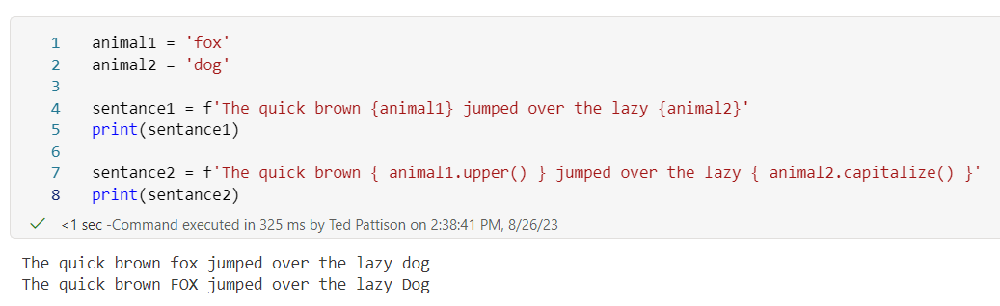 1 animal1 = 'fox'
2 animal2 = 'dog'
3
4 sentance1 = f'The quick brown {animal1} jumped over the lazy {animal2}'
5 print(sentance1)
6
7 sentance2 = f'The quick brown { animal1.upper() } jumped over the lazy { animal2.capitalize() }'
8 print(sentance2)
<1 sec -Command executed in 325 ms by Ted Pattison on 2:38:41 PM, 8/26/23
The quick brown fox jumped over the lazy dog
The quick brown FOX jumped over the lazy Dog